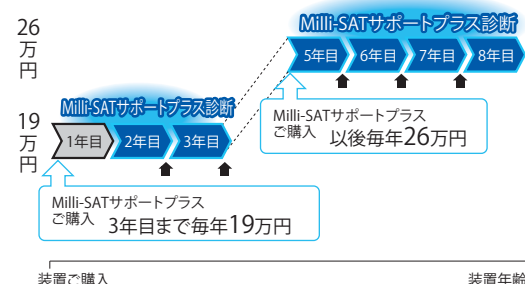 26
万
円
Milli-SATサポートプラス診断
5年目
6年目
7年目
8年目
Milli-SATサポートプラス
ご購入 以後毎年26万円
19
万
円
Milli-SATサポートプラス診断
1年目
2年目
3年目
Milli-SATサポートプラス
ご購入 3年目まで毎年19万円
装置ご購入
装置年齢